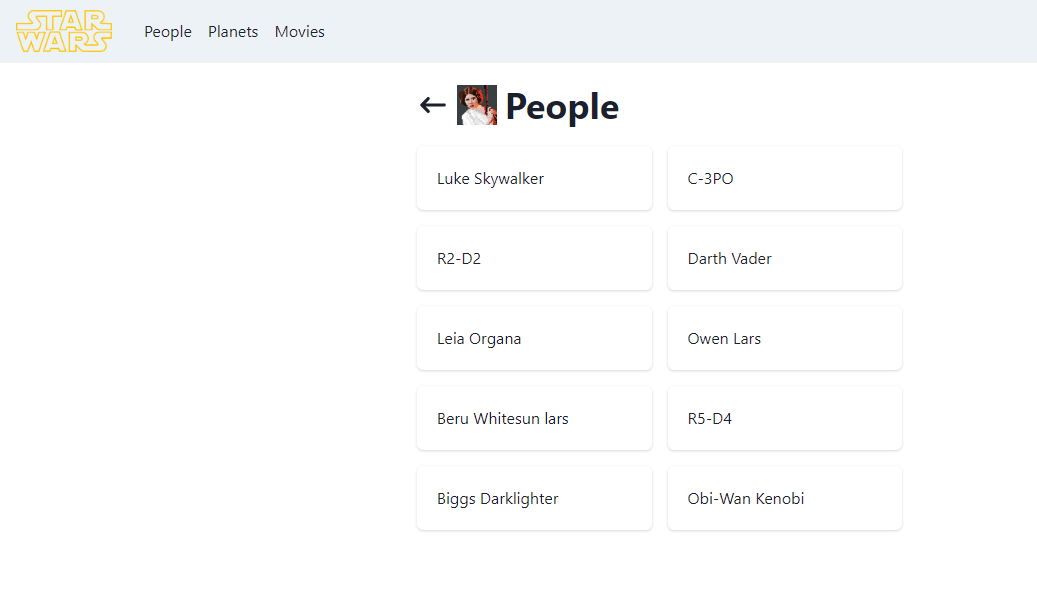 STAR
WARS
People Planets Movies
People
Luke Skywalker
C-3PO
R2-D2
Darth Vader
Leia Organa
Owen Lars
Beru Whitesun lars
R5-D4
Biggs Darklighter
Obi-Wan Kenobi